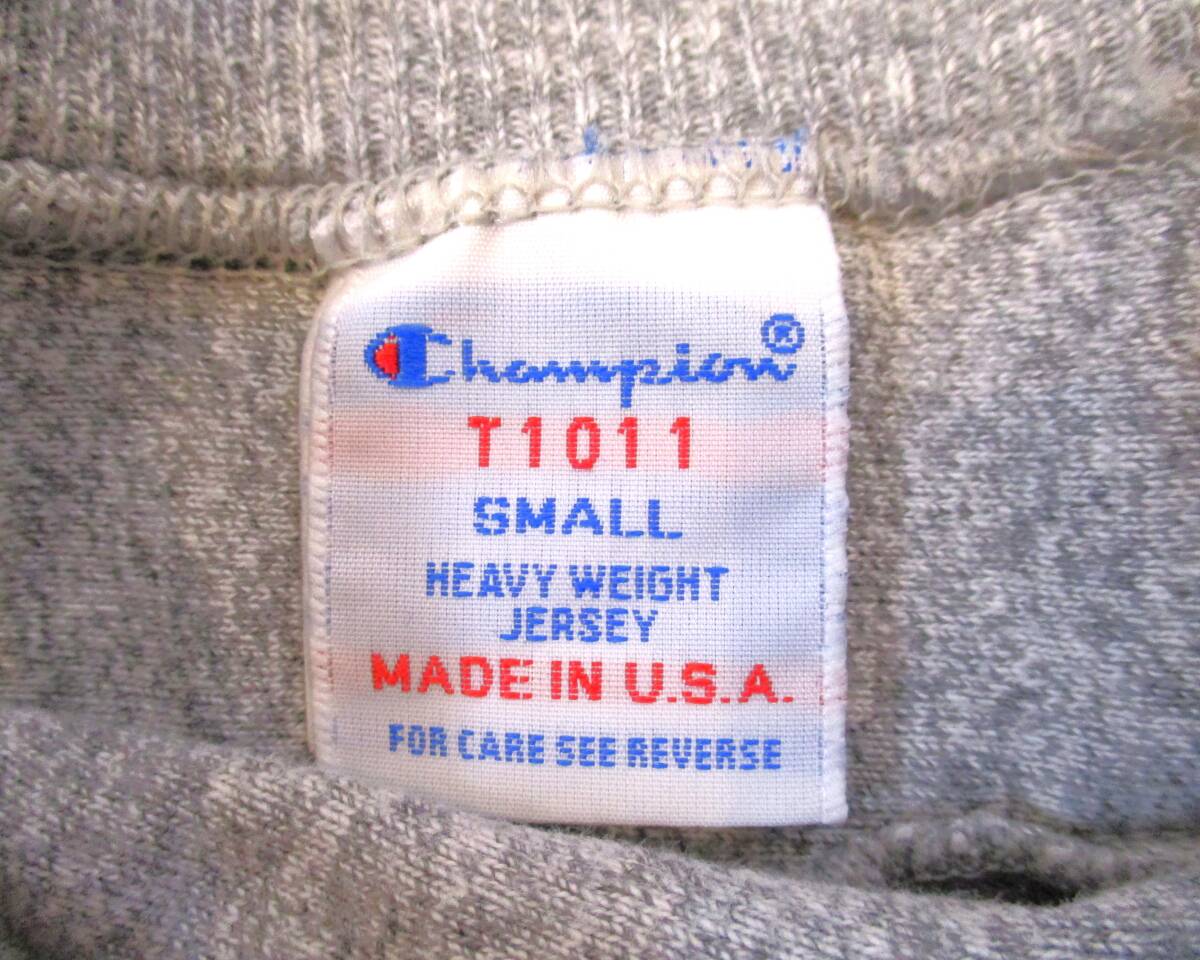 Champion®
T1011
SMALL
HEAVY WEIGHT
JERSEY
MADE IN U.S.A.
FOR CARE SEE REVERSE